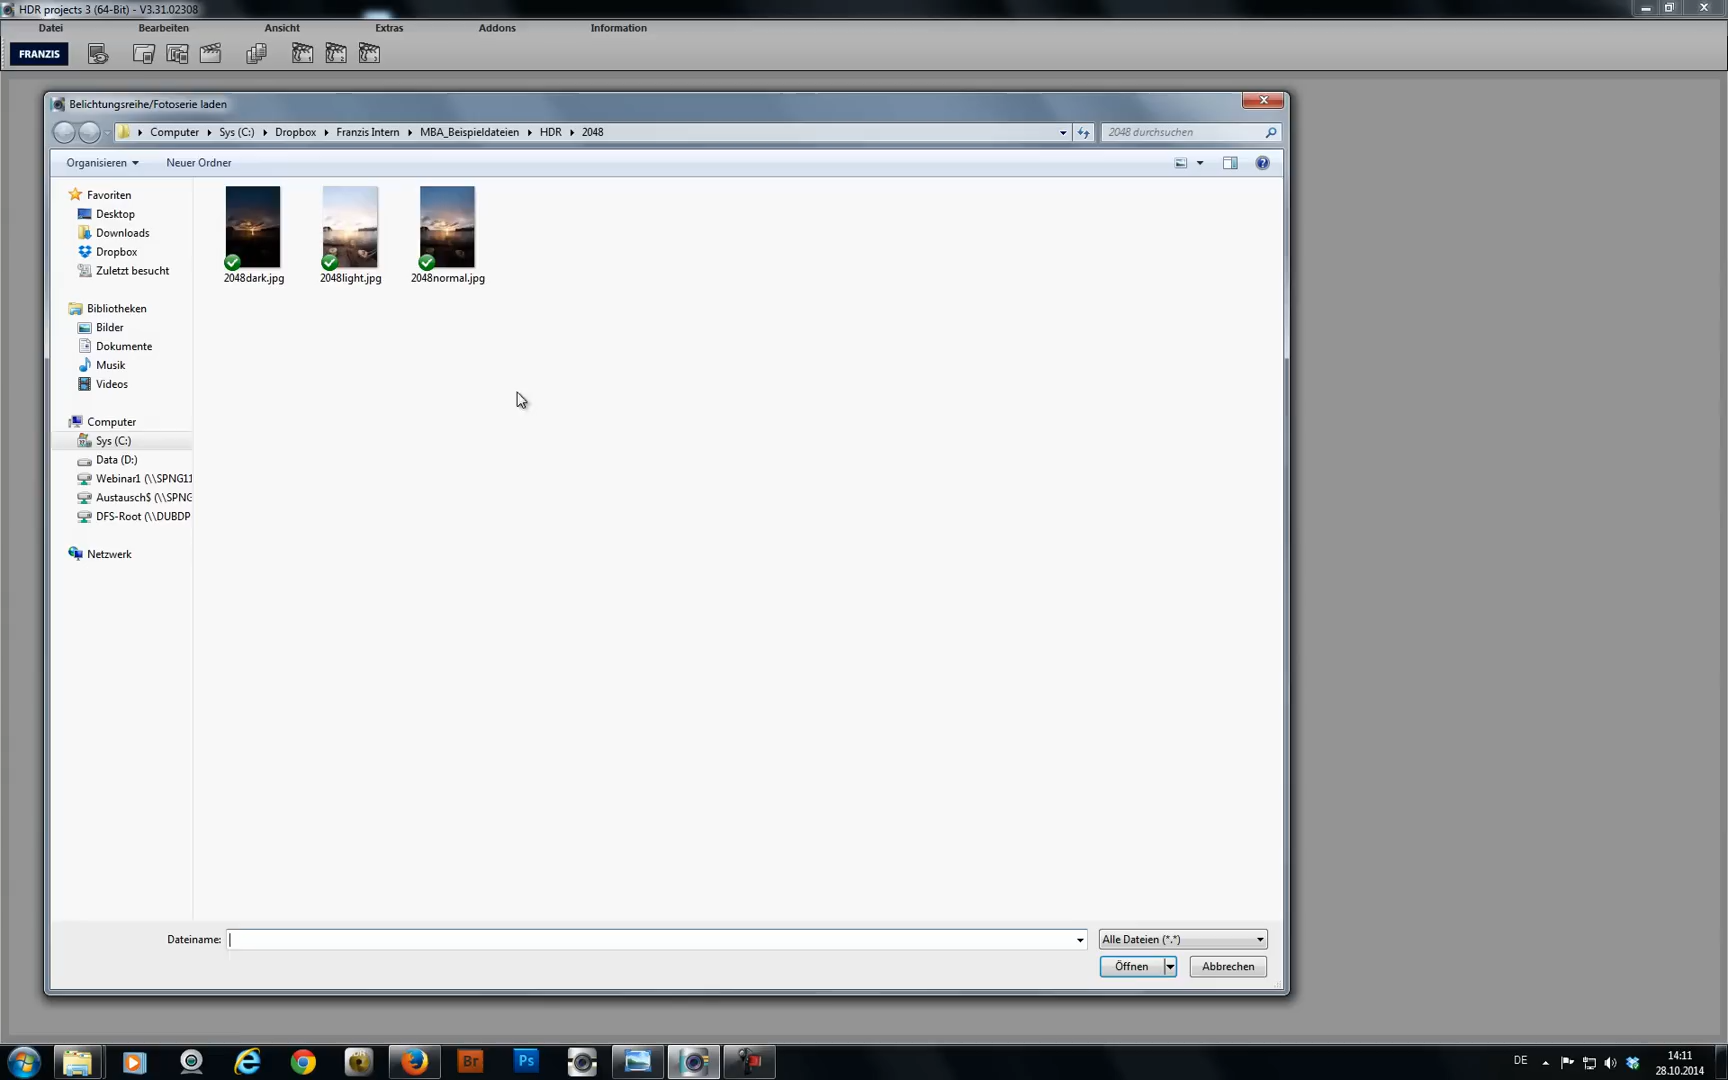 HDR projects 3 (64-Bit) - V3.31.02308
Datei Bearbeiten Ansicht Extras Addons Information
FRANZIS
Belichtungsreihe/Fotoserie laden
Computer Sys (C:) Dropbox Franzis Intern MBA_Beispieldateien HDR 2048
2048 durchsuchen
Organisieren Neuer Ordner
Favoriten
Desktop
Downloads
Dropbox
Zuletzt besucht
Bibliotheken
Bilder
Dokumente
Musik
Videos
Computer
Sys (C:)
Data (D:)
Webinar1 (\\SPNG11
Austausch$ (\\SPNG
DFS-Root (\\DUBDP
Netzwerk
2048dark.jpg 2048light.jpg 2048normal.jpg
Dateiname:
Alle Dateien (*.*)
Öffnen Abbrechen
Br Ps
DE
14:11
28.10.2014